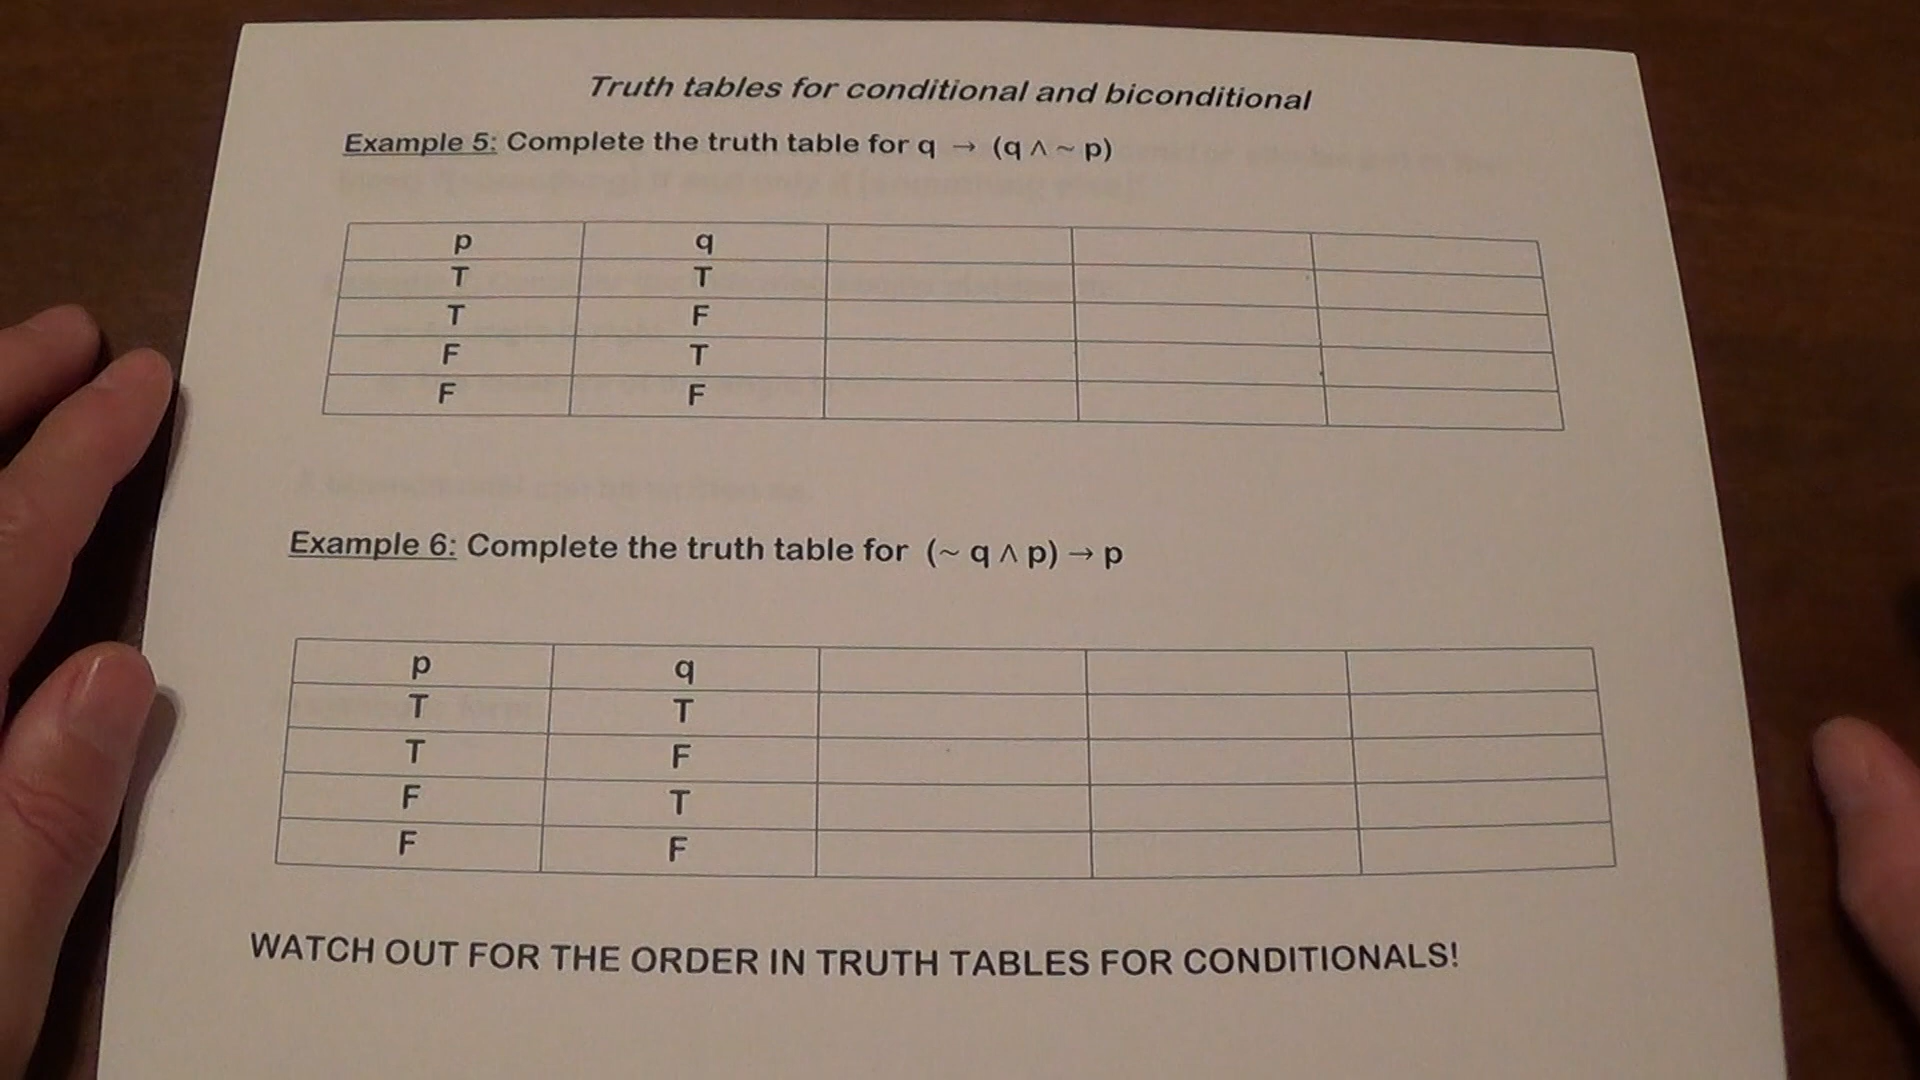 Truth tables for conditional and biconditional
Example 5: Complete the truth table for q → (q ∧ ~ p)
p q
T T
T F
F T
F F
Example 6: Complete the truth table for (~ q ∧ p) → p
p q
T T
T F
F T
F F
WATCH OUT FOR THE ORDER IN TRUTH TABLES FOR CONDITIONALS!